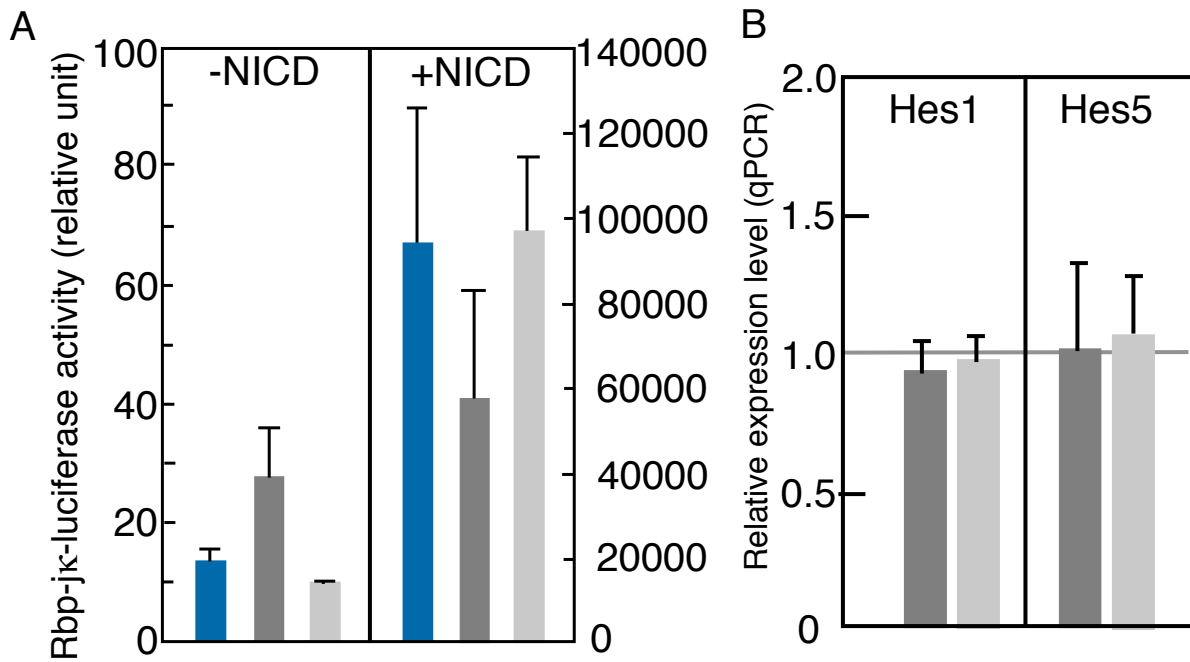 A
Rbp-jκ-luciferase activity (relative unit)
100
80
60
40
20
0
-NICD
+NICD
140000
120000
100000
80000
60000
40000
20000
0
B
Relative expression level (qPCR)
2.0
1.5
1.0
0.5
0
Hes1
Hes5